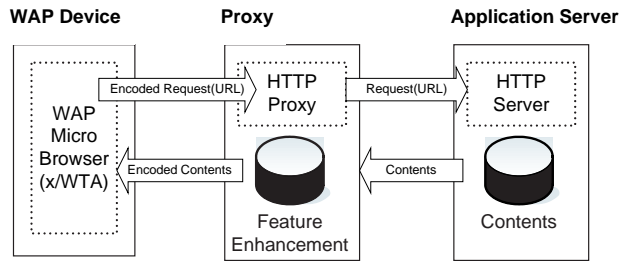 WAP Device
Proxy
Application Server
Encoded Request(URL)
HTTP
Proxy
Request(URL)
HTTP
Server
WAP
Micro
Browser
(x/WTA)
Encoded Contents
Contents
Feature
Enhancement
Contents